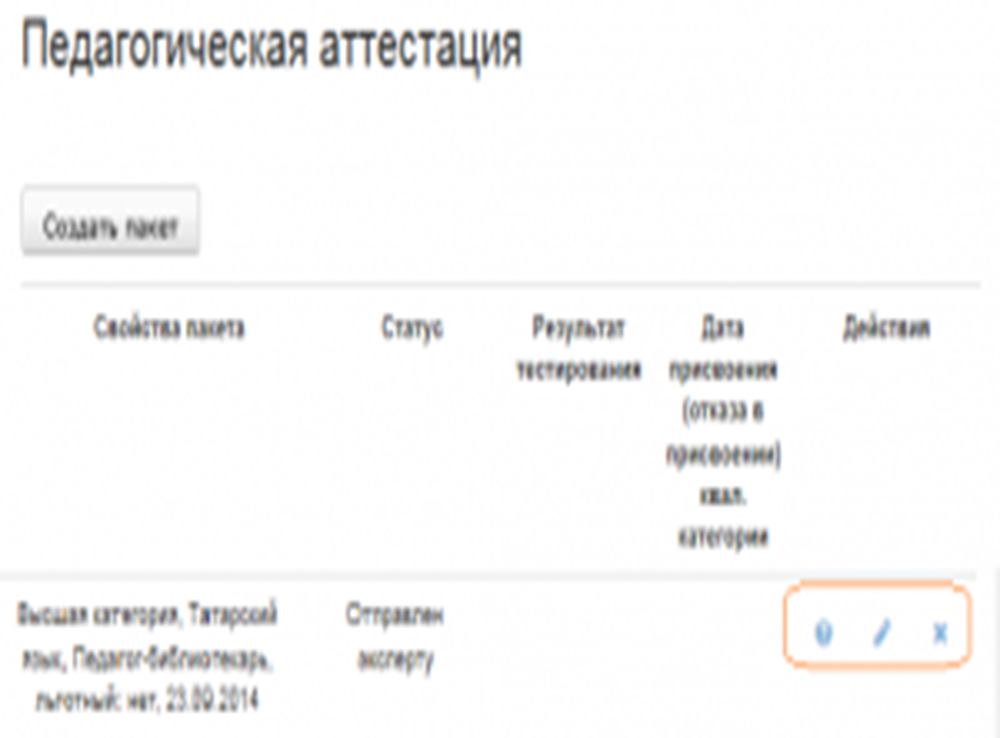 Педагогическая аттестация
Создать пакет
Свойства пакета
Статус
Результат
тестирования
Дата
присвоения
(отказа в
присвоении)
квал.
категории
Действия
Высшая категория, Татарский
язык, Педагог-библиотекарь,
льготный: нет, 23.09.2014
Отправлен
эксперту